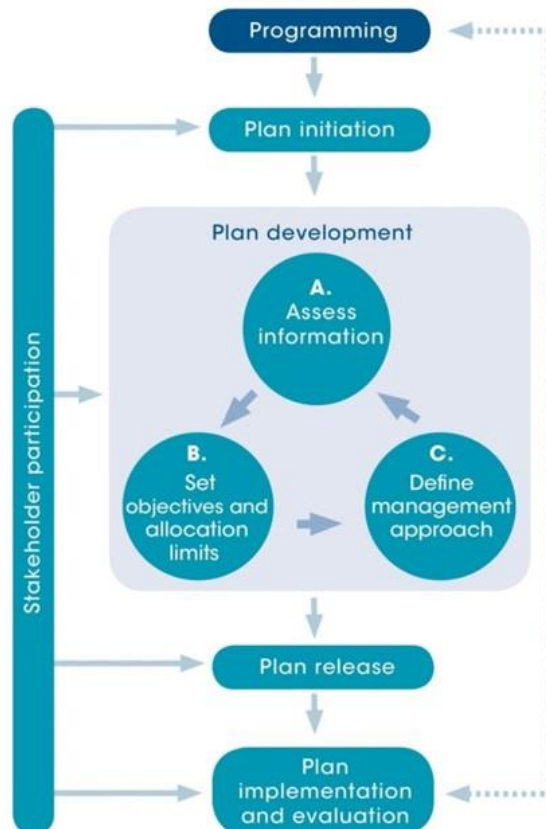 Programming
Plan initiation
Stakeholder participation
Plan development
A.
Assess
information
B.
Set
objectives and
allocation
limits
C.
Define
management
approach
Plan release
Plan
implementation
and evaluation